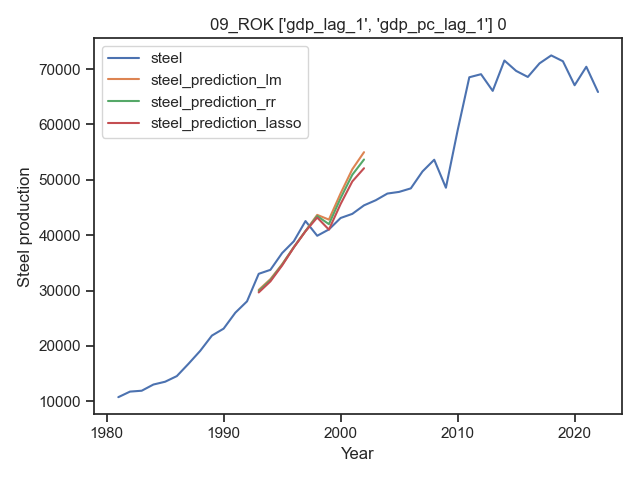 09_ROK ['gdp_lag_1', 'gdp_pc_lag_1'] 0
steel
steel_prediction_lm
steel_prediction_rr
steel_prediction_lasso
Steel production
70000
60000
50000
40000
30000
20000
10000
1980
1990
2000
2010
2020
Year